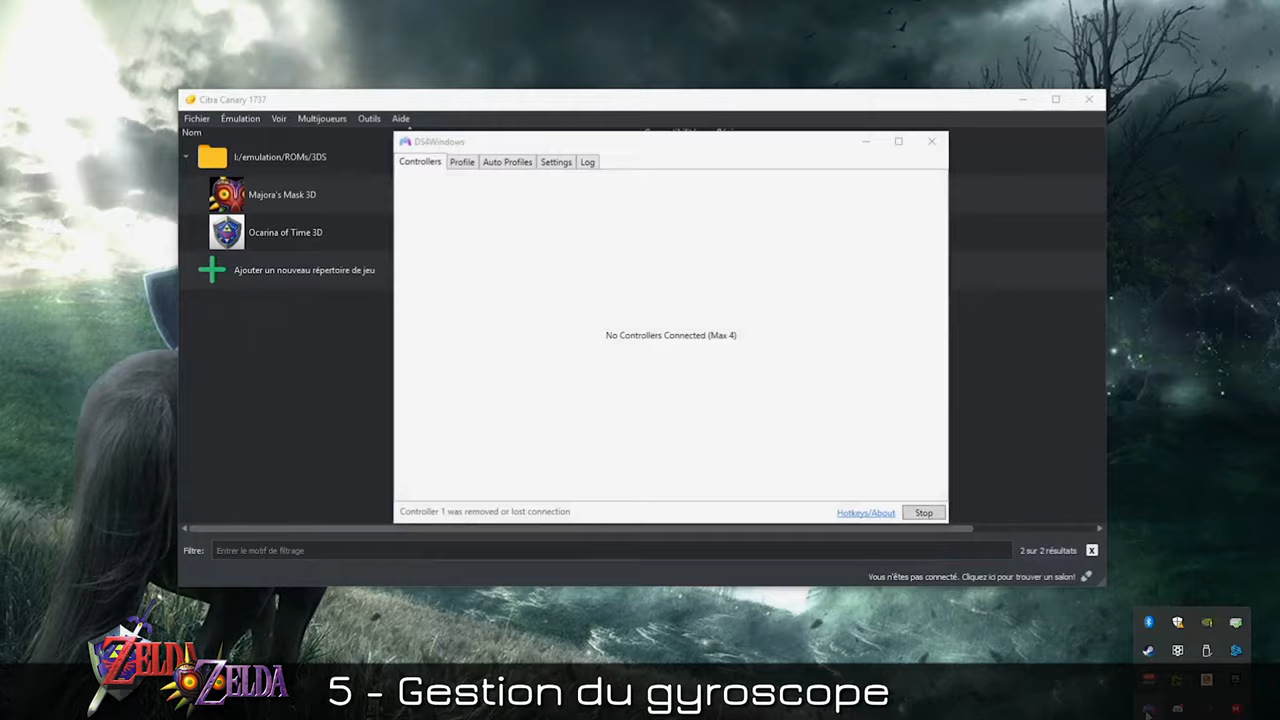 Citra Canary 1737
Fichier Émulation Voir Multijoueurs Outils Aide
Nom
DS4Windows
Controllers Profile Auto Profiles Settings Log
I:/emulation/ROMs/3DS
Majora's Mask 3D
Ocarina of Time 3D
Ajouter un nouveau répertoire de jeu
No Controllers Connected (Max 4)
Controller 1 was removed or lost connection
Hotkeys/About
Stop
Filtre: Entrer le motif de filtrage
2 sur 2 résultats X
Vous n'êtes pas connecté. Cliquez ici pour trouver un salon!
ZELDA
ZELDA
5 - Gestion du gyroscope